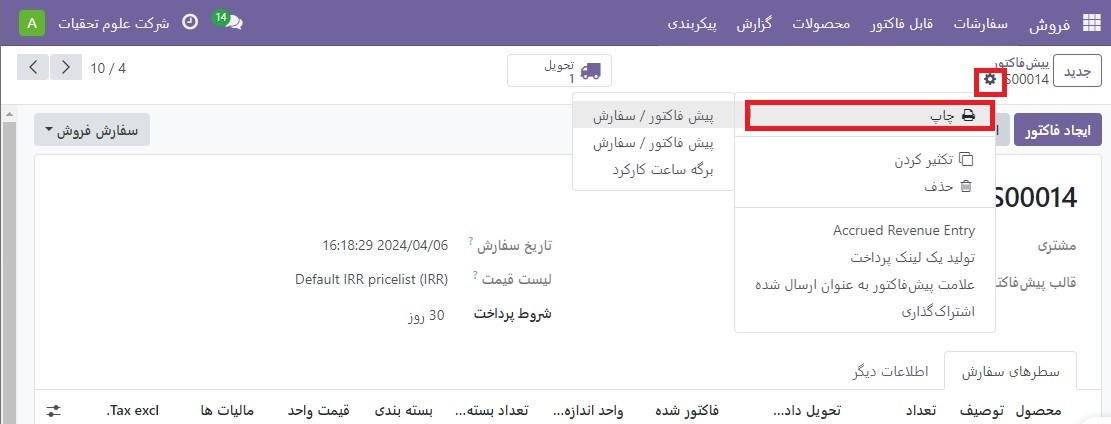 فروش سفارشات قابل فاکتور محصولات گزارش پیکربندی 14 شرکت علوم تحقیات A
جدید پیش‌فاکتور S00014 تحویل 1 10 / 4
ایجاد فاکتور سفارش فروش
چاپ
تکثیر کردن
حذف
Accrued Revenue Entry
تولید یک لینک پرداخت
علامت پیش‌فاکتور به عنوان ارسال شده
اشتراک‌گذاری
پیش فاکتور / سفارش
پیش فاکتور / سفارش
برگه ساعت کارکرد
S00014
مشتری
تاریخ سفارش ? 2024/04/06 16:18:29
قالب پیش‌فاکتور
لیست قیمت ? Default IRR pricelist (IRR)
شروط پرداخت 30 روز
سطرهای سفارش اطلاعات دیگر
محصول توصیف تعداد تحویل داد... فاکتور شده واحد اندازه... تعداد بسته... بسته بندی قیمت واحد مالیات ها Tax excl.